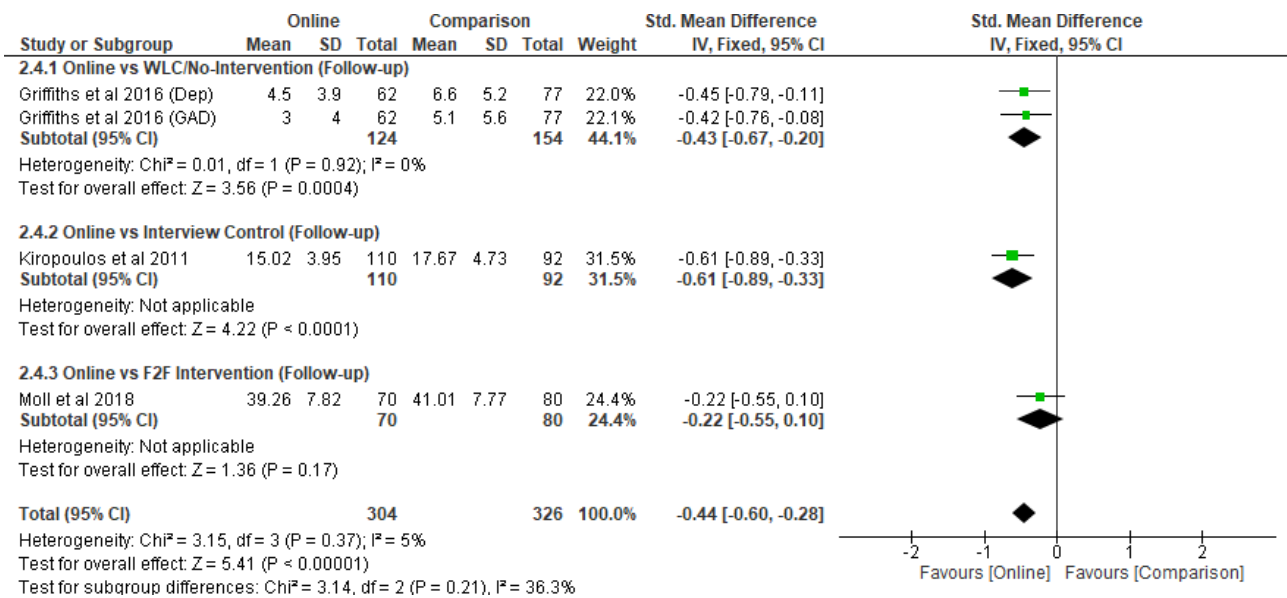 Online Comparison Std. Mean Difference Std. Mean Difference
Study or Subgroup Mean SD Total Mean SD Total Weight IV, Fixed, 95% CI IV, Fixed, 95% CI
2.4.1 Online vs WLC/No-Intervention (Follow-up)
Griffiths et al 2016 (Dep) 4.5 3.9 62 6.6 5.2 77 22.0% -0.45 [-0.79, -0.11]
Griffiths et al 2016 (GAD) 3 4 62 5.1 5.6 77 22.1% -0.42 [-0.76, -0.08]
Subtotal (95% CI) 124 154 44.1% -0.43 [-0.67, -0.20]
Heterogeneity: Chi² = 0.01, df = 1 (P = 0.92); I² = 0%
Test for overall effect: Z = 3.56 (P = 0.0004)
2.4.2 Online vs Interview Control (Follow-up)
Kiropoulos et al 2011 15.02 3.95 110 17.67 4.73 92 31.5% -0.61 [-0.89, -0.33]
Subtotal (95% CI) 110 92 31.5% -0.61 [-0.89, -0.33]
Heterogeneity: Not applicable
Test for overall effect: Z = 4.22 (P < 0.0001)
2.4.3 Online vs F2F Intervention (Follow-up)
Moll et al 2018 39.26 7.82 70 41.01 7.77 80 24.4% -0.22 [-0.55, 0.10]
Subtotal (95% CI) 70 80 24.4% -0.22 [-0.55, 0.10]
Heterogeneity: Not applicable
Test for overall effect: Z = 1.36 (P = 0.17)
Total (95% CI) 304 326 100.0% -0.44 [-0.60, -0.28]
Heterogeneity: Chi² = 3.15, df = 3 (P = 0.37); I² = 5%
Test for overall effect: Z = 5.41 (P < 0.00001)
Test for subgroup differences: Chi² = 3.14, df = 2 (P = 0.21), I² = 36.3%
-2 -1 0 1 2
Favours [Online] Favours [Comparison]